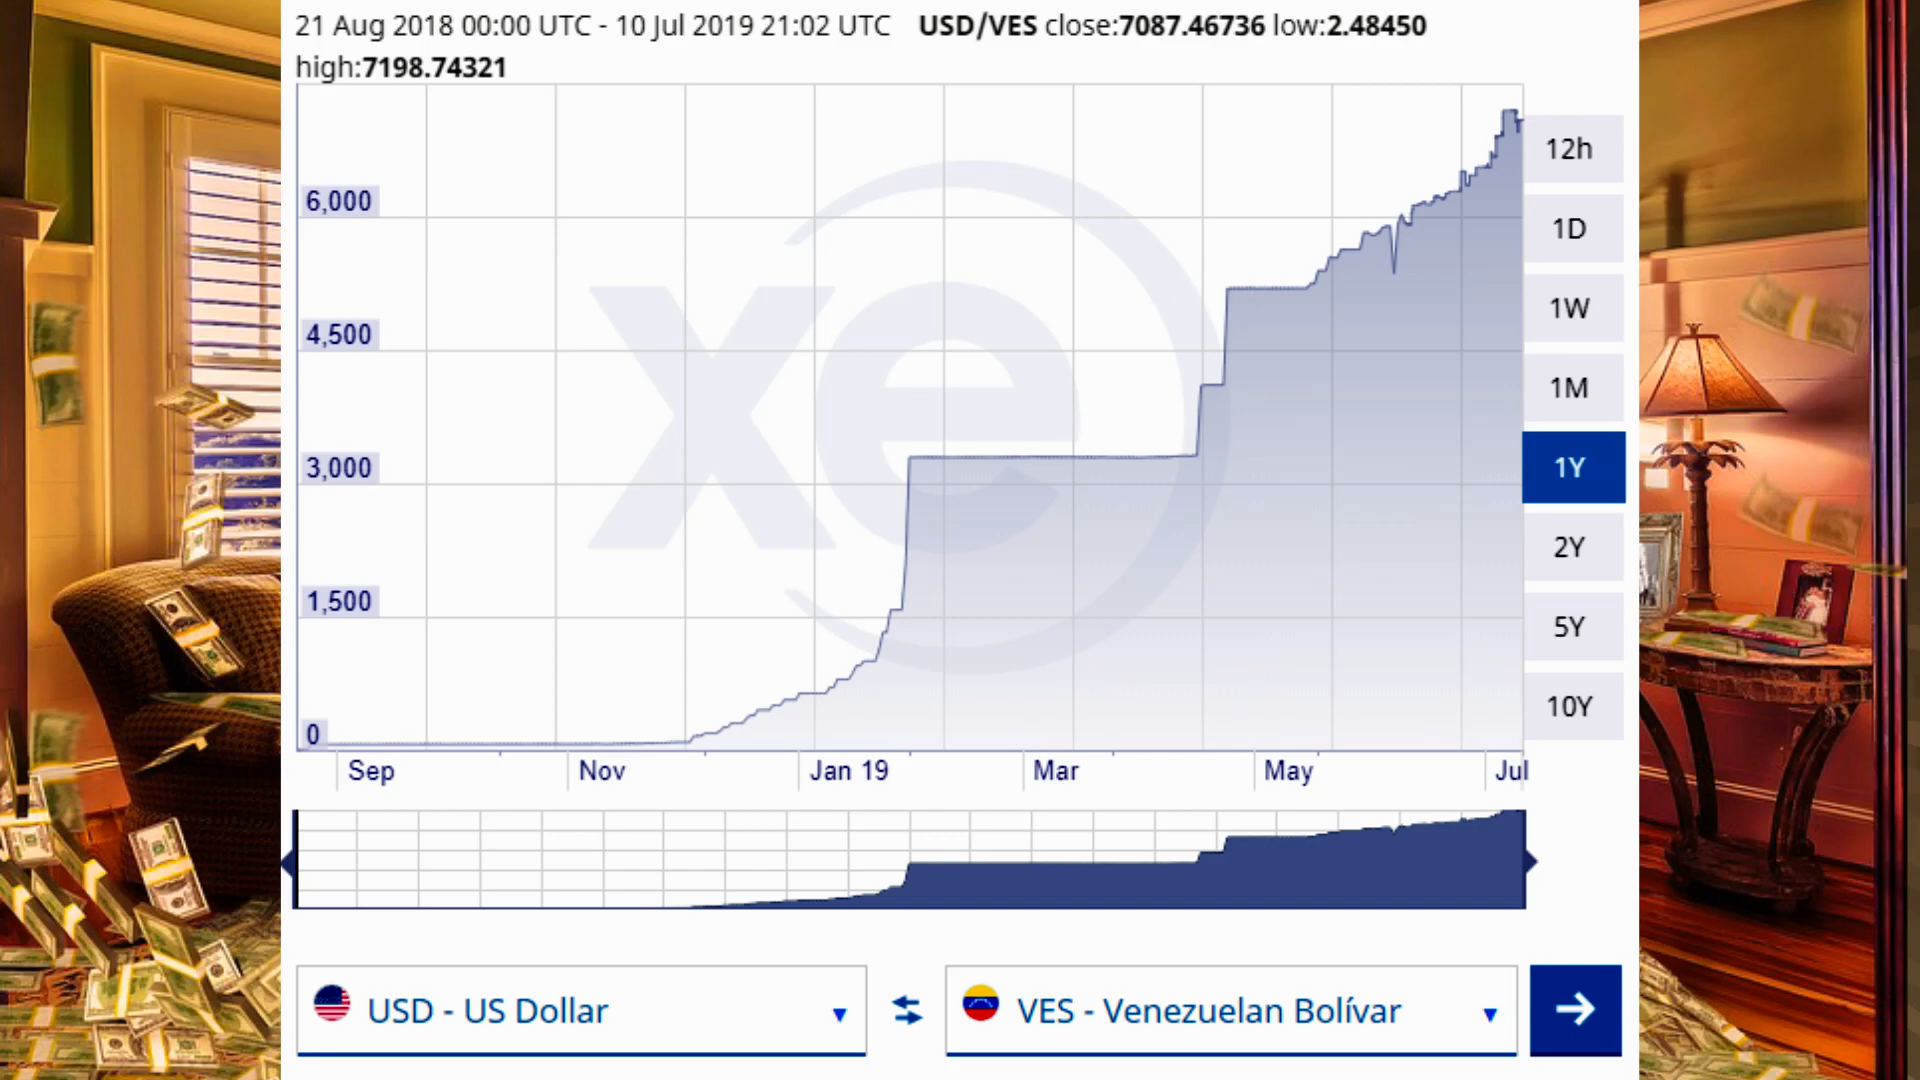 21 Aug 2018 00:00 UTC - 10 Jul 2019 21:02 UTC USD/VES close:7087.46736 low:2.48450
high:7198.74321
12h
1D
6,000
1W
4,500
1M
xe
3,000
1Y
2Y
1,500
5Y
10Y
0
Sep Nov Jan 19 Mar May Jul
USD - US Dollar ▼ VES - Venezuelan Bolívar ▼